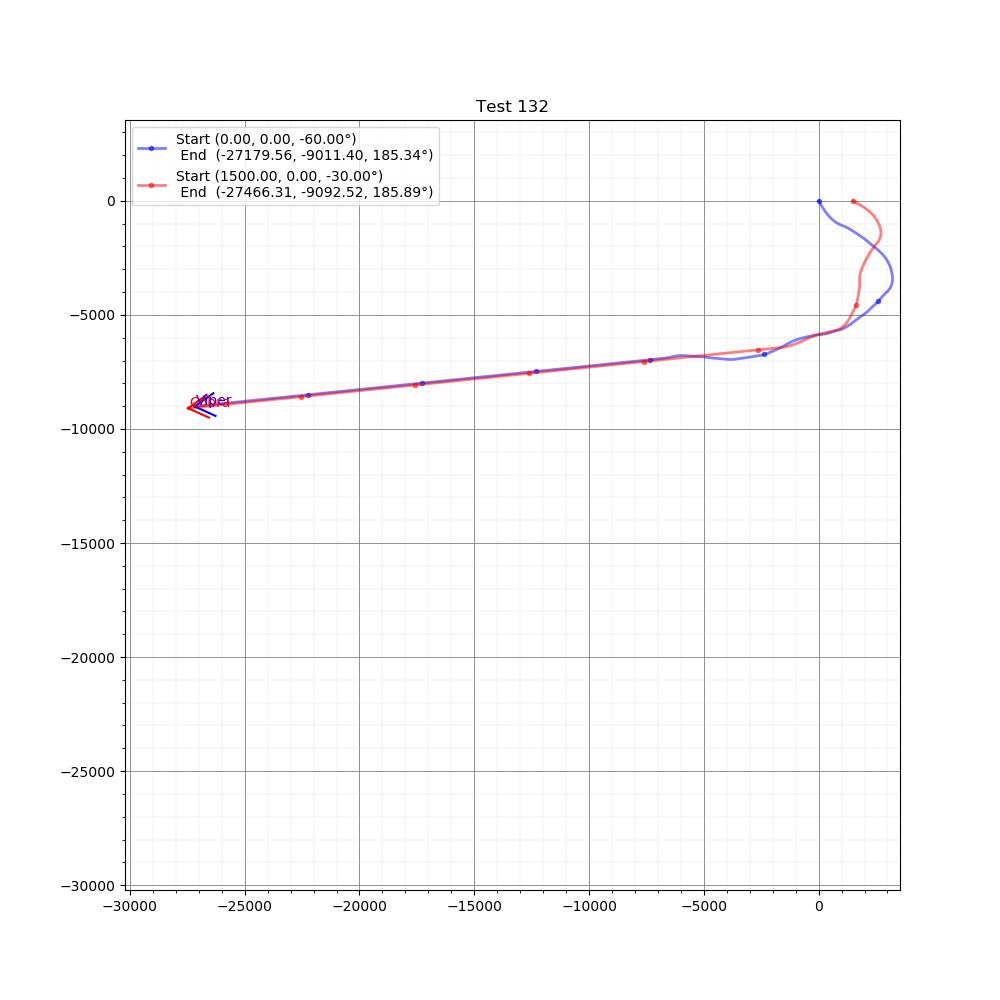 Test 132
Start (0.00, 0.00, -60.00°)
End (-27179.56, -9011.40, 185.34°)
Start (1500.00, 0.00, -30.00°)
End (-27466.31, -9092.52, 185.89°)
0
−5000
−10000
−15000
−20000
−25000
−30000
−30000 −25000 −20000 −15000 −10000 −5000 0